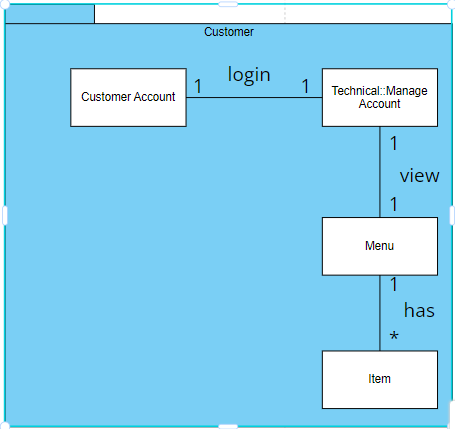 Customer
login
Customer Account
1
1
Technical::Manage
Account
1
view
1
Menu
1
has
*
Item